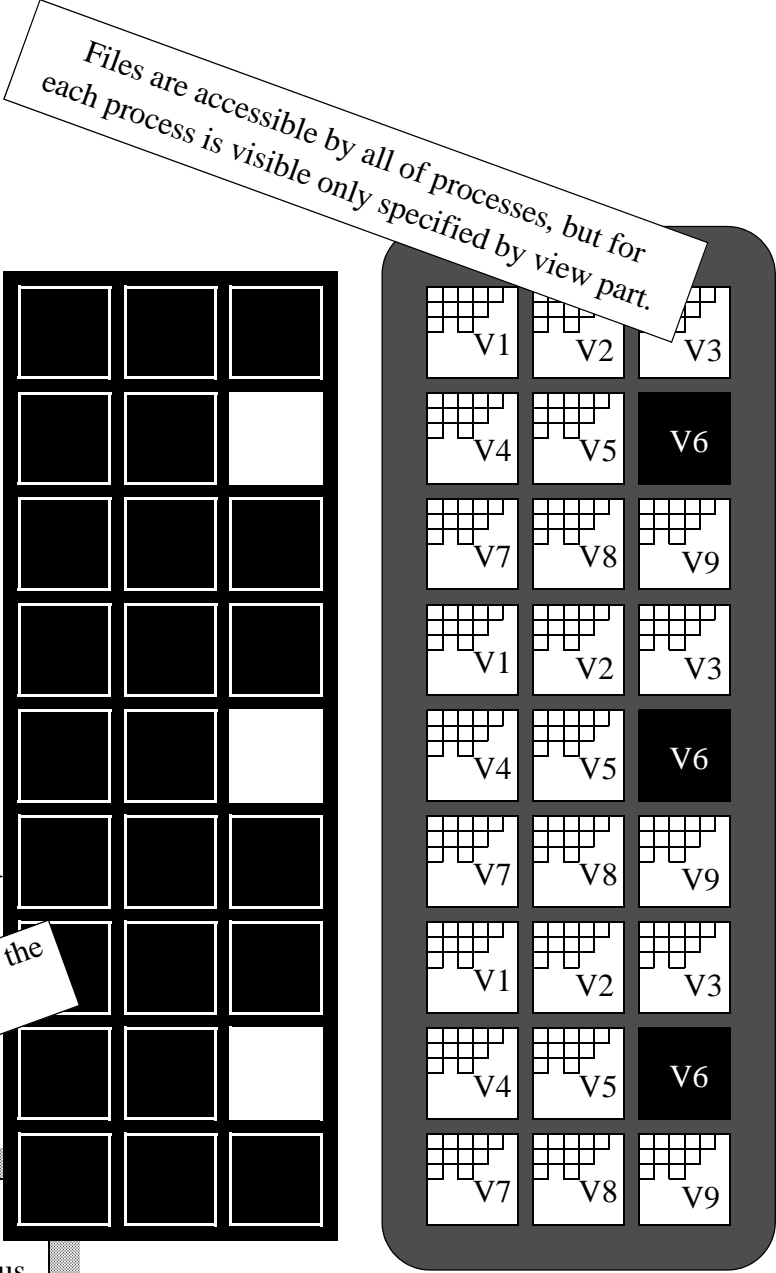 Files are accessible by all of processes, but for
each process is visible only specified by view part.
V1 V2 V3
V4 V5 V6
V7 V8 V9
V1 V2 V3
V4 V5 V6
V7 V8 V9
the
V1 V2 V3
V4 V5 V6
V7 V8 V9